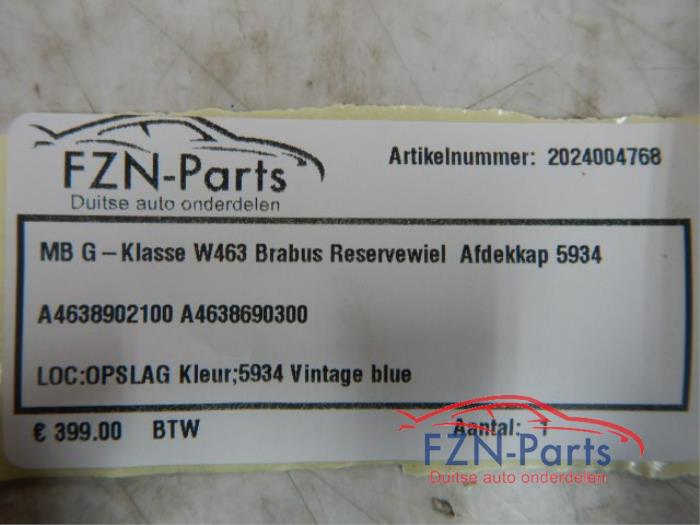 FZN-Parts
Duitse auto onderdelen
Artikelnummer: 2024004768
MB G-Klasse W463 Brabus Reservewiel Afdekkap 5934
A4638902100 A4638690300
LOC:OPSLAG Kleur;5934 Vintage blue
€ 399.00 BTW
Aantal:
FZN-Parts
Duitse auto onderdelen